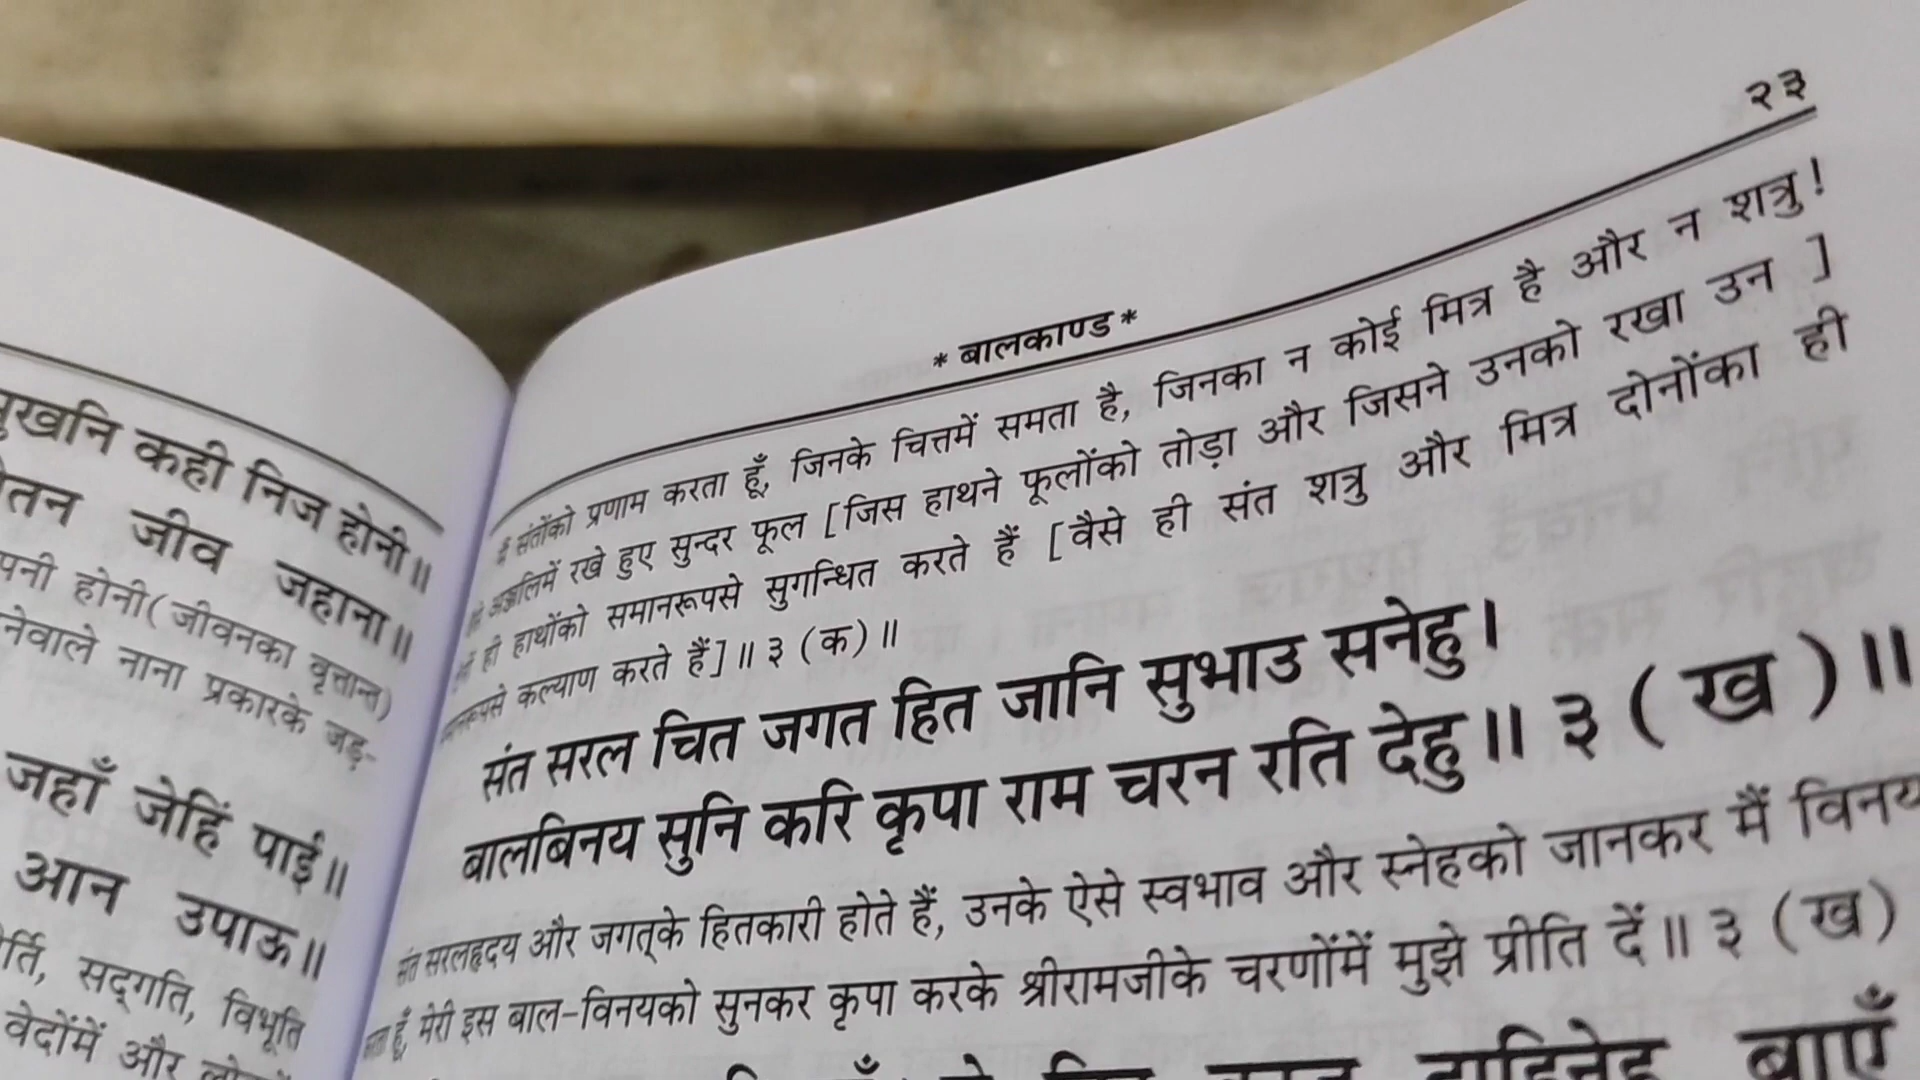 कही निज होनी॥
जीव जहाना॥
होनी (जीवनका वृत्तान्त)
नाना प्रकारके जड़-
जहाँ जेहिं पाई॥
आन उपाऊ॥
सद्‌गति, विभूति
वेदोंमें और
२३
* बालकाण्ड *
संतोंको प्रणाम करता हूँ, जिनके चित्तमें समता है, जिनका न कोई मित्र है और न शत्रु!
अञ्जलिमें रखे हुए सुन्दर फूल [जिस हाथने फूलोंको तोड़ा और जिसने उनको रखा उन ]
ही हाथोंको समानरूपसे सुगन्धित करते हैं [वैसे ही संत शत्रु और मित्र दोनोंका ही
कल्याण करते हैं]॥ ३ (क)॥
संत सरल चित जगत हित जानि सुभाउ सनेहु।
बालबिनय सुनि करि कृपा राम चरन रति देहु॥ ३ ( ख )॥
संत सरलहृदय और जगत्‌के हितकारी होते हैं, उनके ऐसे स्वभाव और स्नेहको जानकर मैं विनय
हूँ, मेरी इस बाल-विनयको सुनकर कृपा करके श्रीरामजीके चरणोंमें मुझे प्रीति दें॥ ३ (ख)
दाहिनेहु बाएँ